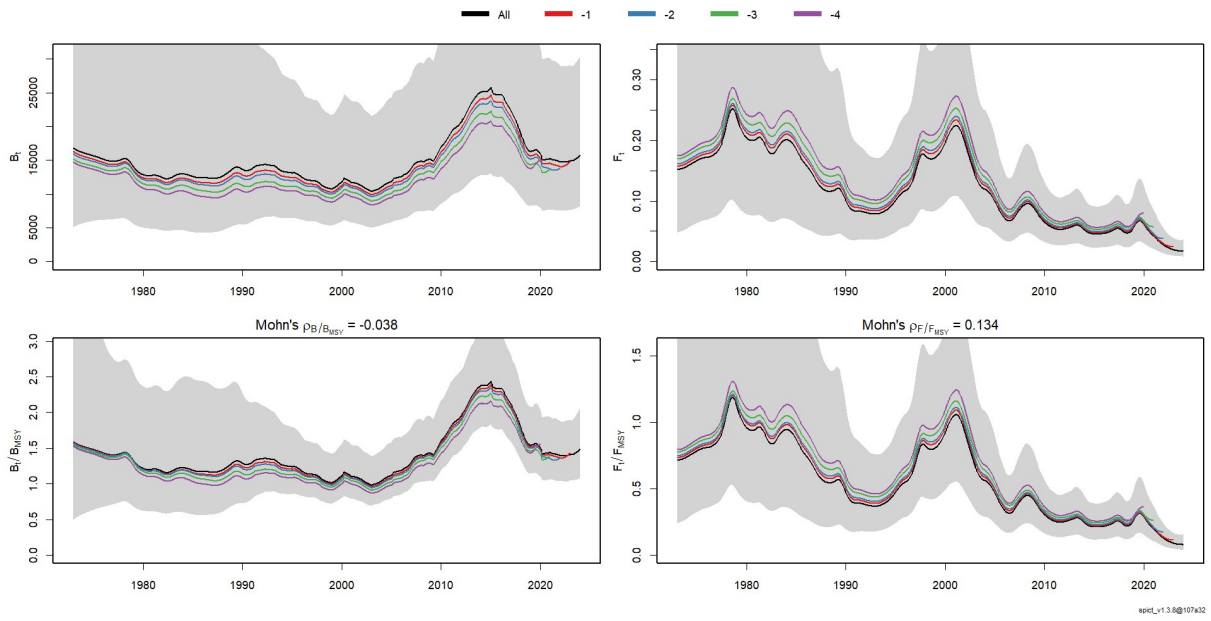 All -1 -2 -3 -4
25000
15000
5000
0
Bt
1980 1990 2000 2010 2020
0.30
0.20
0.10
0.00
Ft
1980 1990 2000 2010 2020
Mohn's ρB/BMSY = -0.038
3.0
2.5
2.0
1.5
1.0
0.5
0.0
Bt/BMSY
1980 1990 2000 2010 2020
Mohn's ρF/FMSY = 0.134
1.5
1.0
0.5
0.0
Ft/FMSY
1980 1990 2000 2010 2020
spict_v1.3.8@107a32